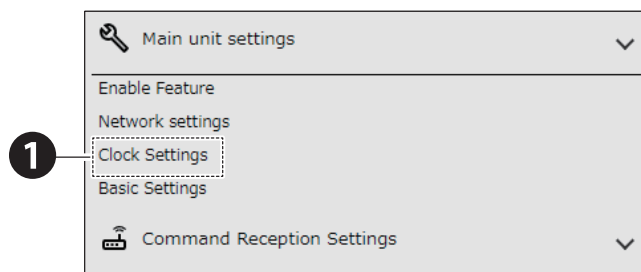 Main unit settings
Enable Feature
Network settings
1
Clock Settings
Basic Settings
Command Reception Settings